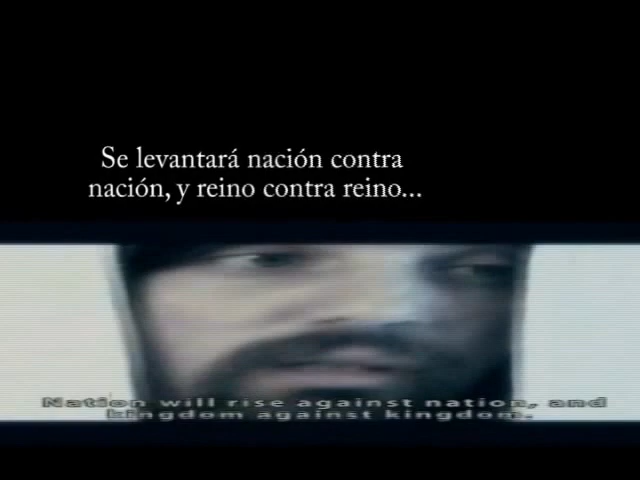 Se levantará nación contra
nación, y reino contra reino...
Nation will rise against nation, and
kingdom against kingdom.